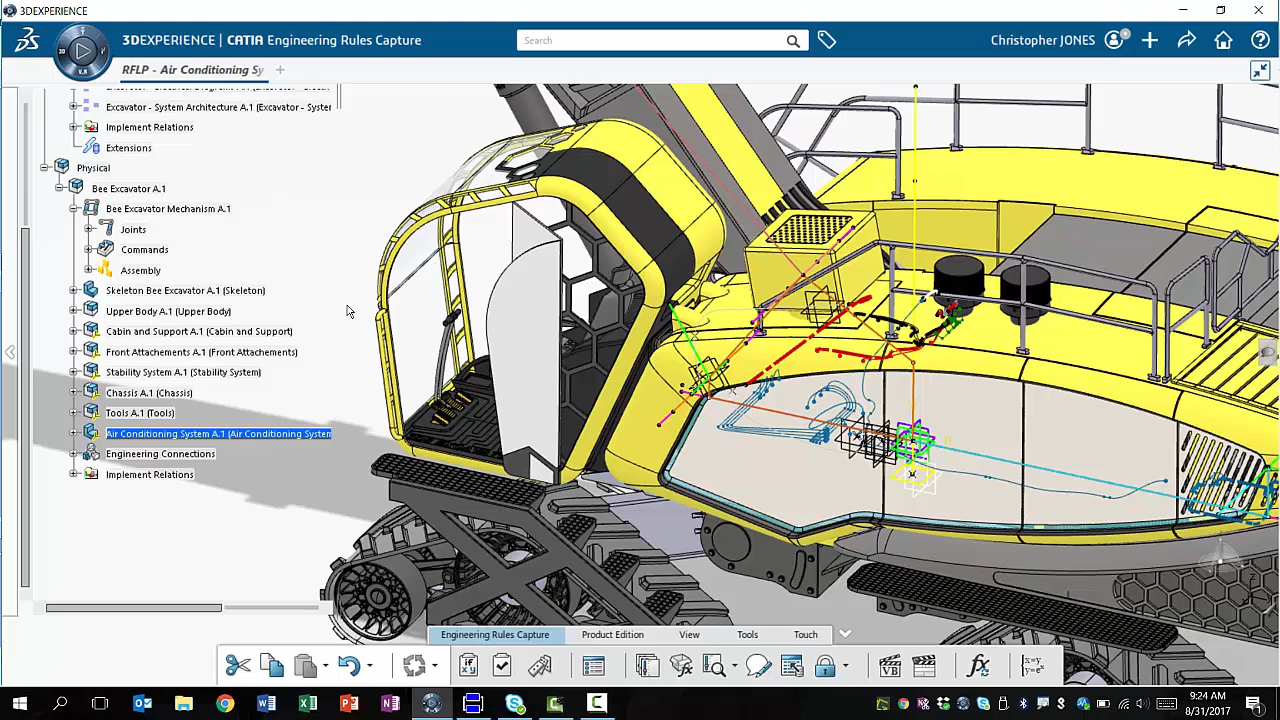 3DEXPERIENCE
3DEXPERIENCE | CATIA Engineering Rules Capture
Search
Christopher JONES
RFLP - Air Conditioning Sy
Excavator - System Architecture A.1 (Excavator - System
Implement Relations
Extensions
Physical
Bee Excavator A.1
Bee Excavator Mechanism A.1
Joints
Commands
Assembly
Skeleton Bee Excavator A.1 (Skeleton)
Upper Body A.1 (Upper Body)
Cabin and Support A.1 (Cabin and Support)
Front Attachements A.1 (Front Attachements)
Stability System A.1 (Stability System)
Chassis A.1 (Chassis)
Tools A.1 (Tools)
Air Conditioning System A.1 (Air Conditioning System
Engineering Connections
Implement Relations
Engineering Rules Capture
Product Edition
View
Tools
Touch
9:24 AM
8/31/2017